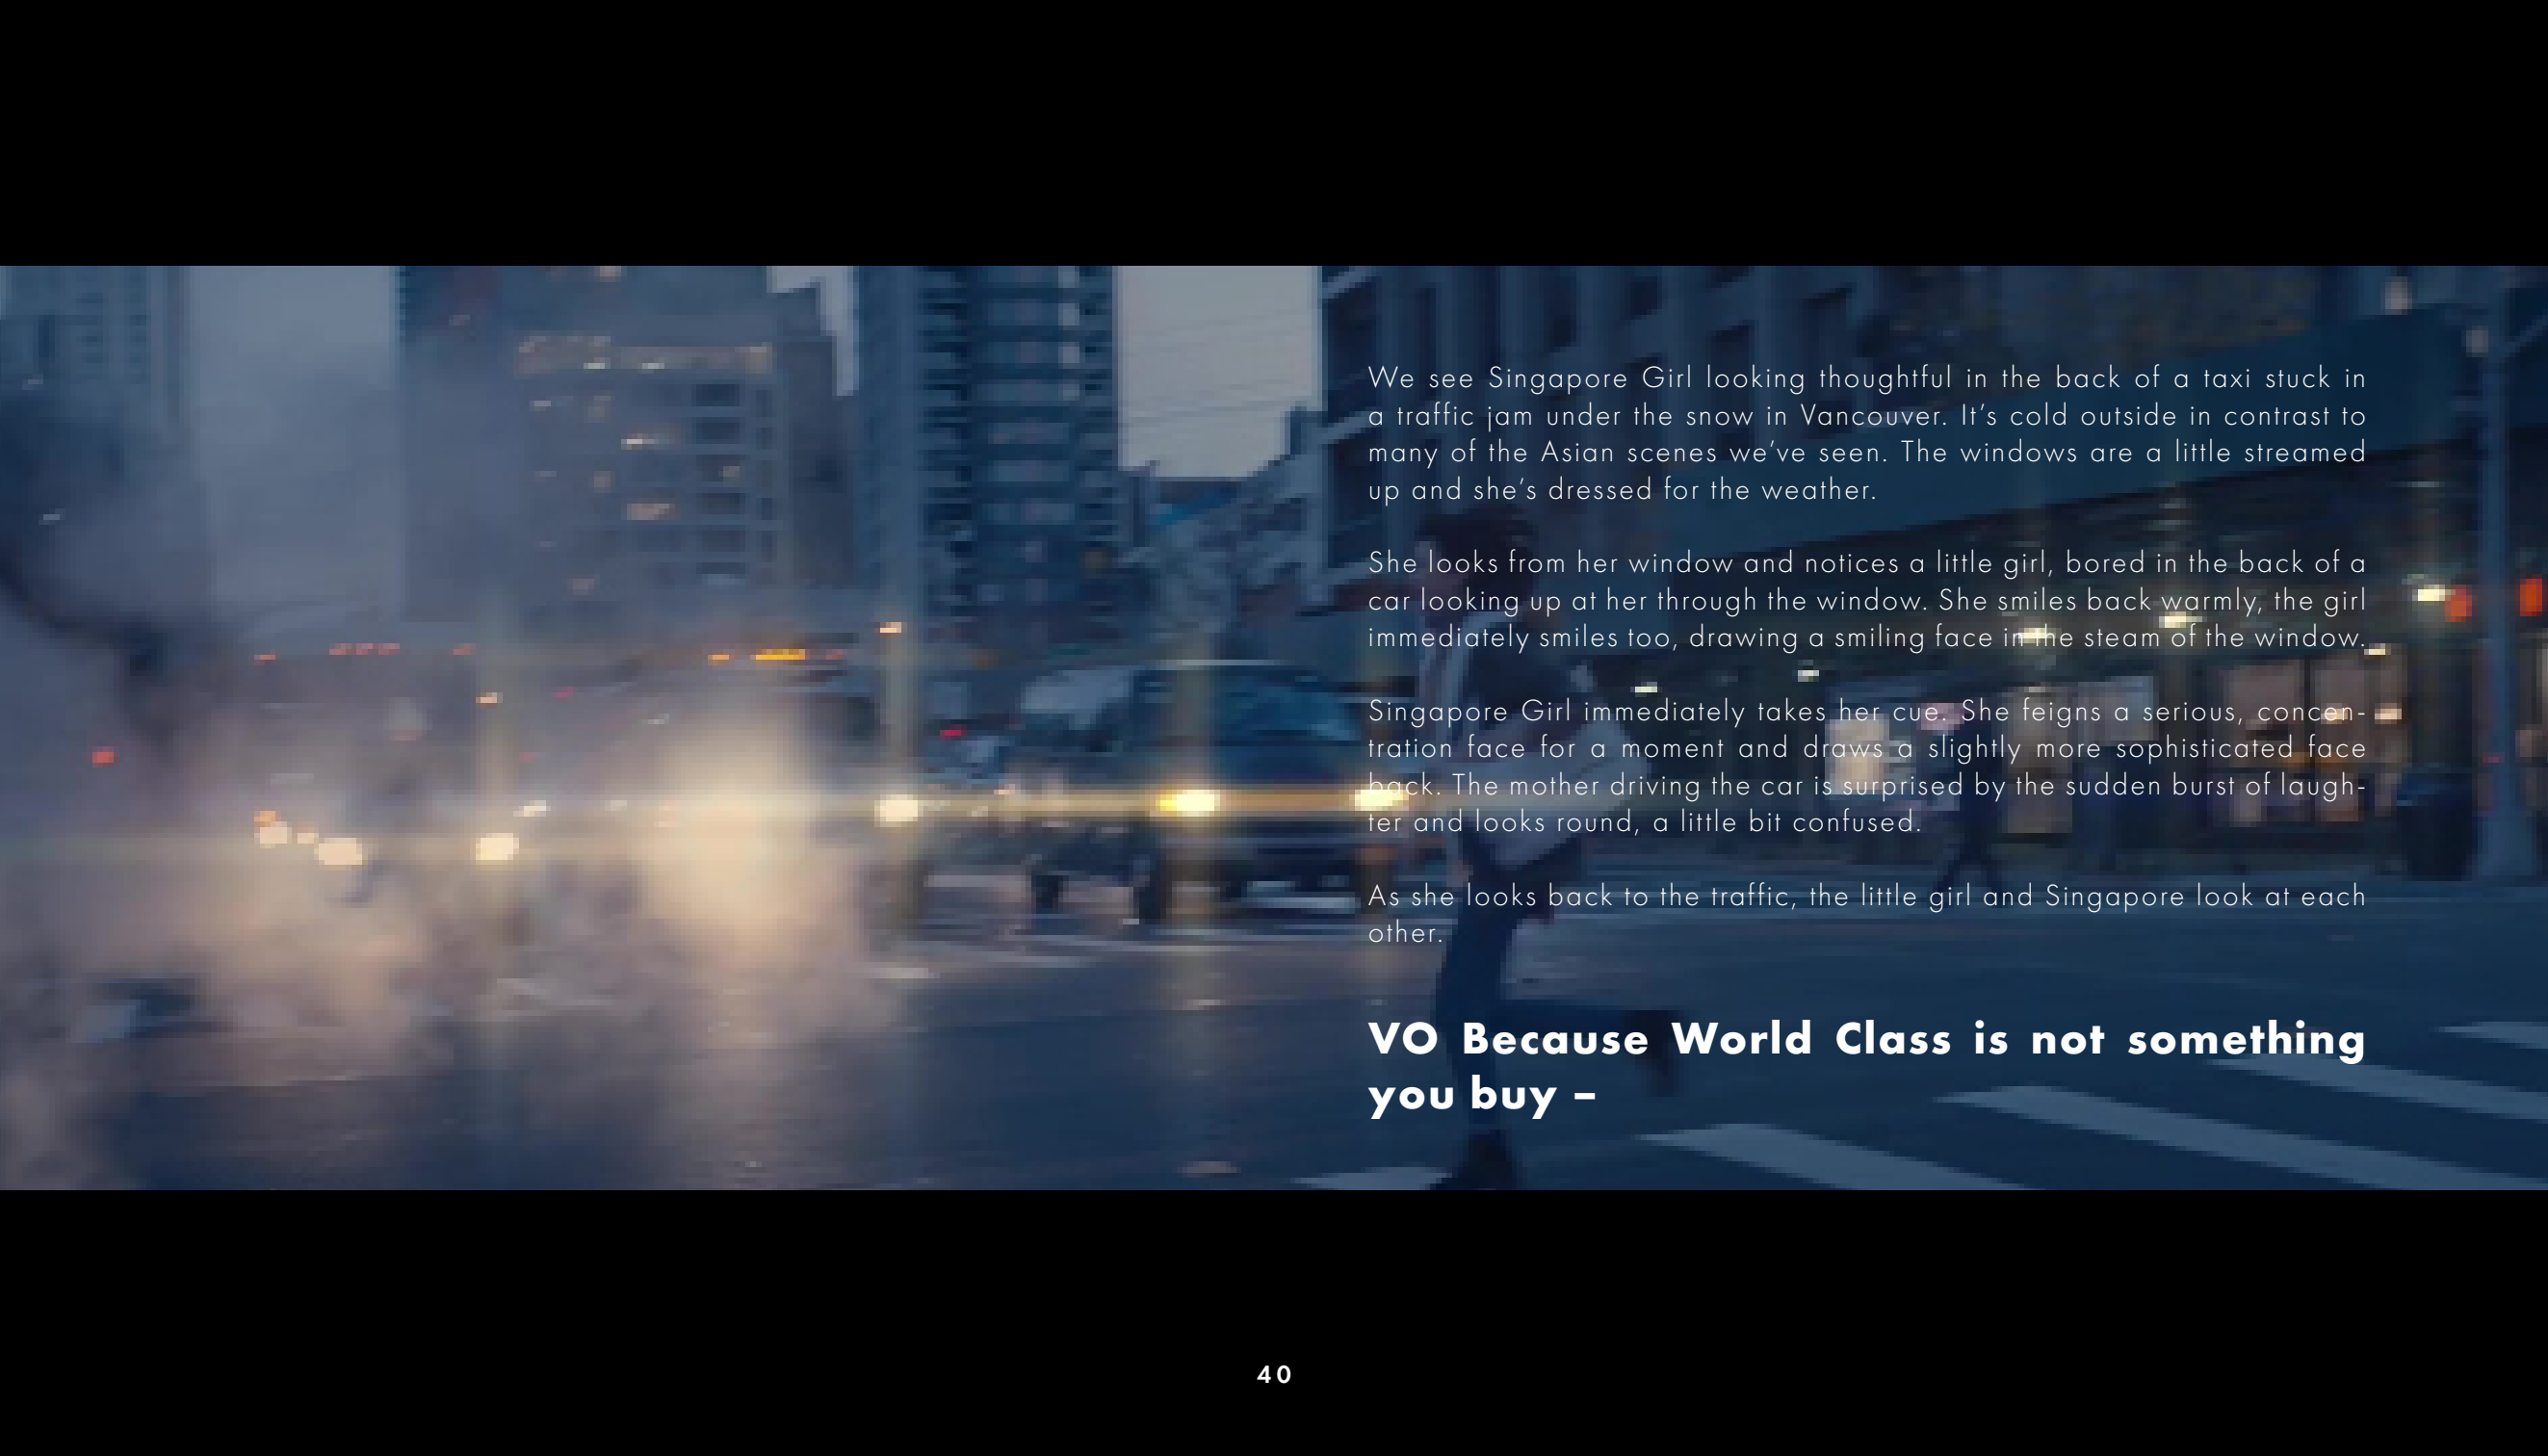 We see Singapore Girl looking thoughtful in the back of a taxi stuck in
a traffic jam under the snow in Vancouver. It’s cold outside in contrast to
many of the Asian scenes we’ve seen. The windows are a little streamed
up and she’s dressed for the weather.
She looks from her window and notices a little girl, bored in the back of a
car looking up at her through the window. She smiles back warmly, the girl
immediately smiles too, drawing a smiling face in the steam of the window.
Singapore Girl immediately takes her cue. She feigns a serious, concen-
tration face for a moment and draws a slightly more sophisticated face
back. The mother driving the car is surprised by the sudden burst of laugh-
ter and looks round, a little bit confused.
As she looks back to the traffic, the little girl and Singapore look at each
other.
VO Because World Class is not something
you buy –
40